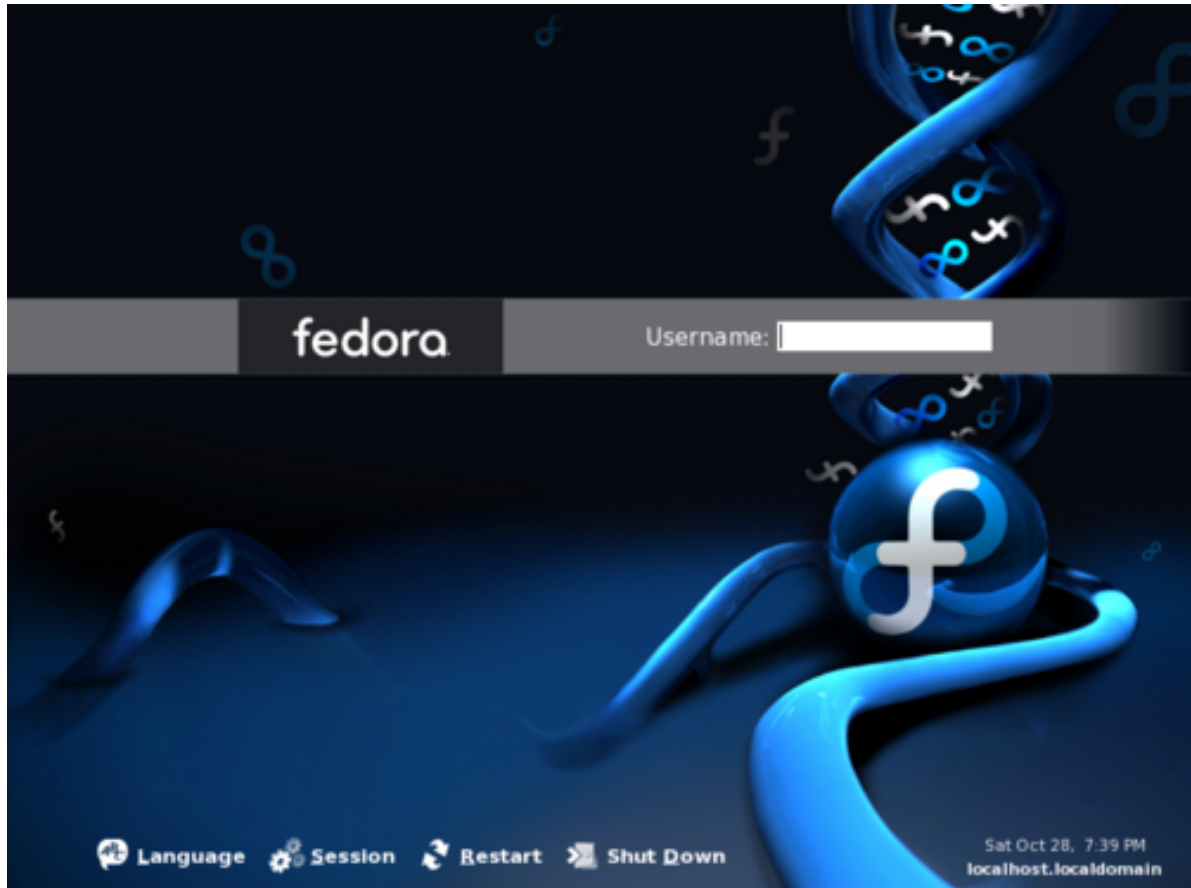 fedora
Username:
Language
Session
Restart
Shut Down
Sat Oct 28, 7:39 PM
localhost.localdomain